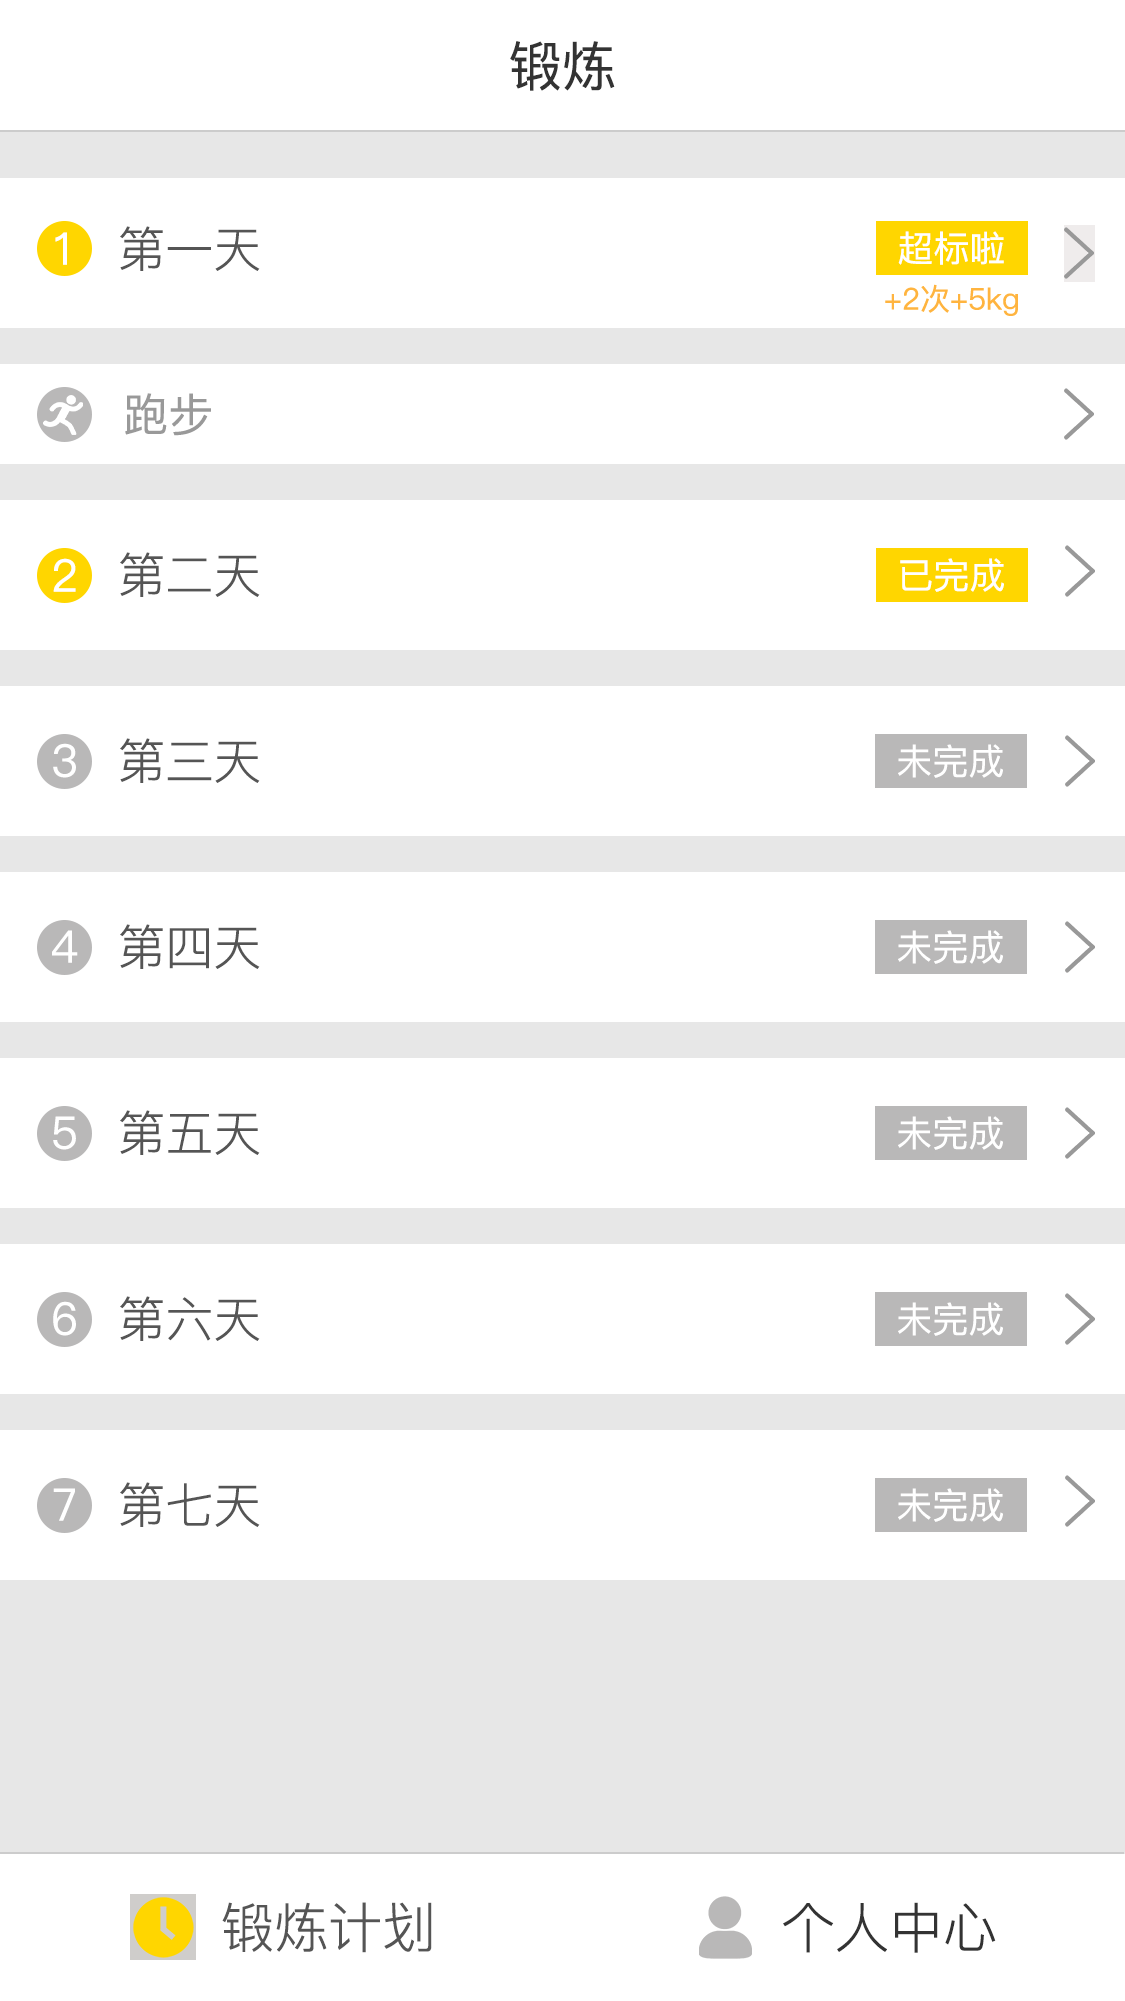 锻炼
1 第一天 超标啦
+2次+5kg
跑步
2 第二天 已完成
3 第三天 未完成
4 第四天 未完成
5 第五天 未完成
6 第六天 未完成
7 第七天 未完成
锻炼计划 个人中心